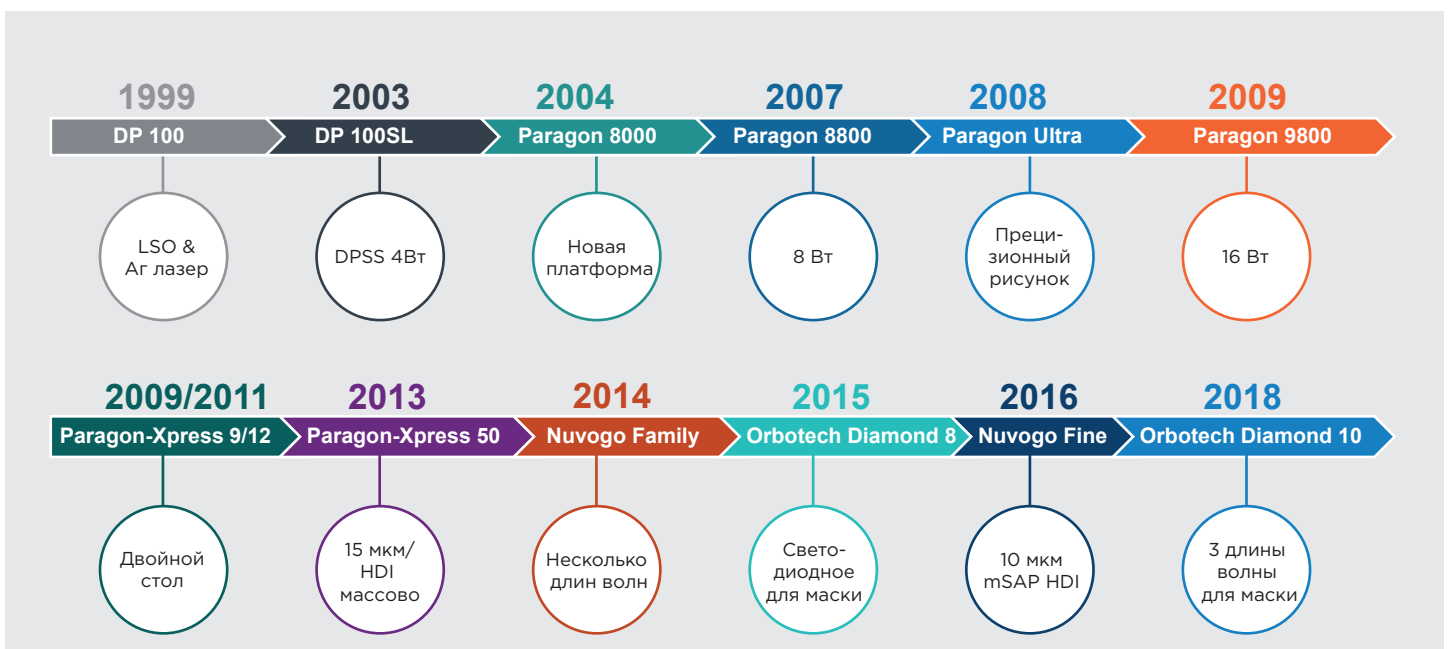 1999
2003
2004
2007
2008
2009
DP 100
DP 100SL
Paragon 8000
Paragon 8800
Paragon Ultra
Paragon 9800
LSO &
Аг лазер
DPSS 4Вт
Новая
платформа
8 Вт
Преци-
зионный
рисунок
16 Вт
2009/2011
2013
2014
2015
2016
2018
Paragon-Xpress 9/12
Paragon-Xpress 50
Nuvogo Family
Orbotech Diamond 8
Nuvogo Fine
Orbotech Diamond 10
Двойной
стол
15 мкм/
HDI
массово
Несколько
длин волн
Свето-
диодное
для маски
10 мкм
mSAP HDI
3 длины
волны
для маски